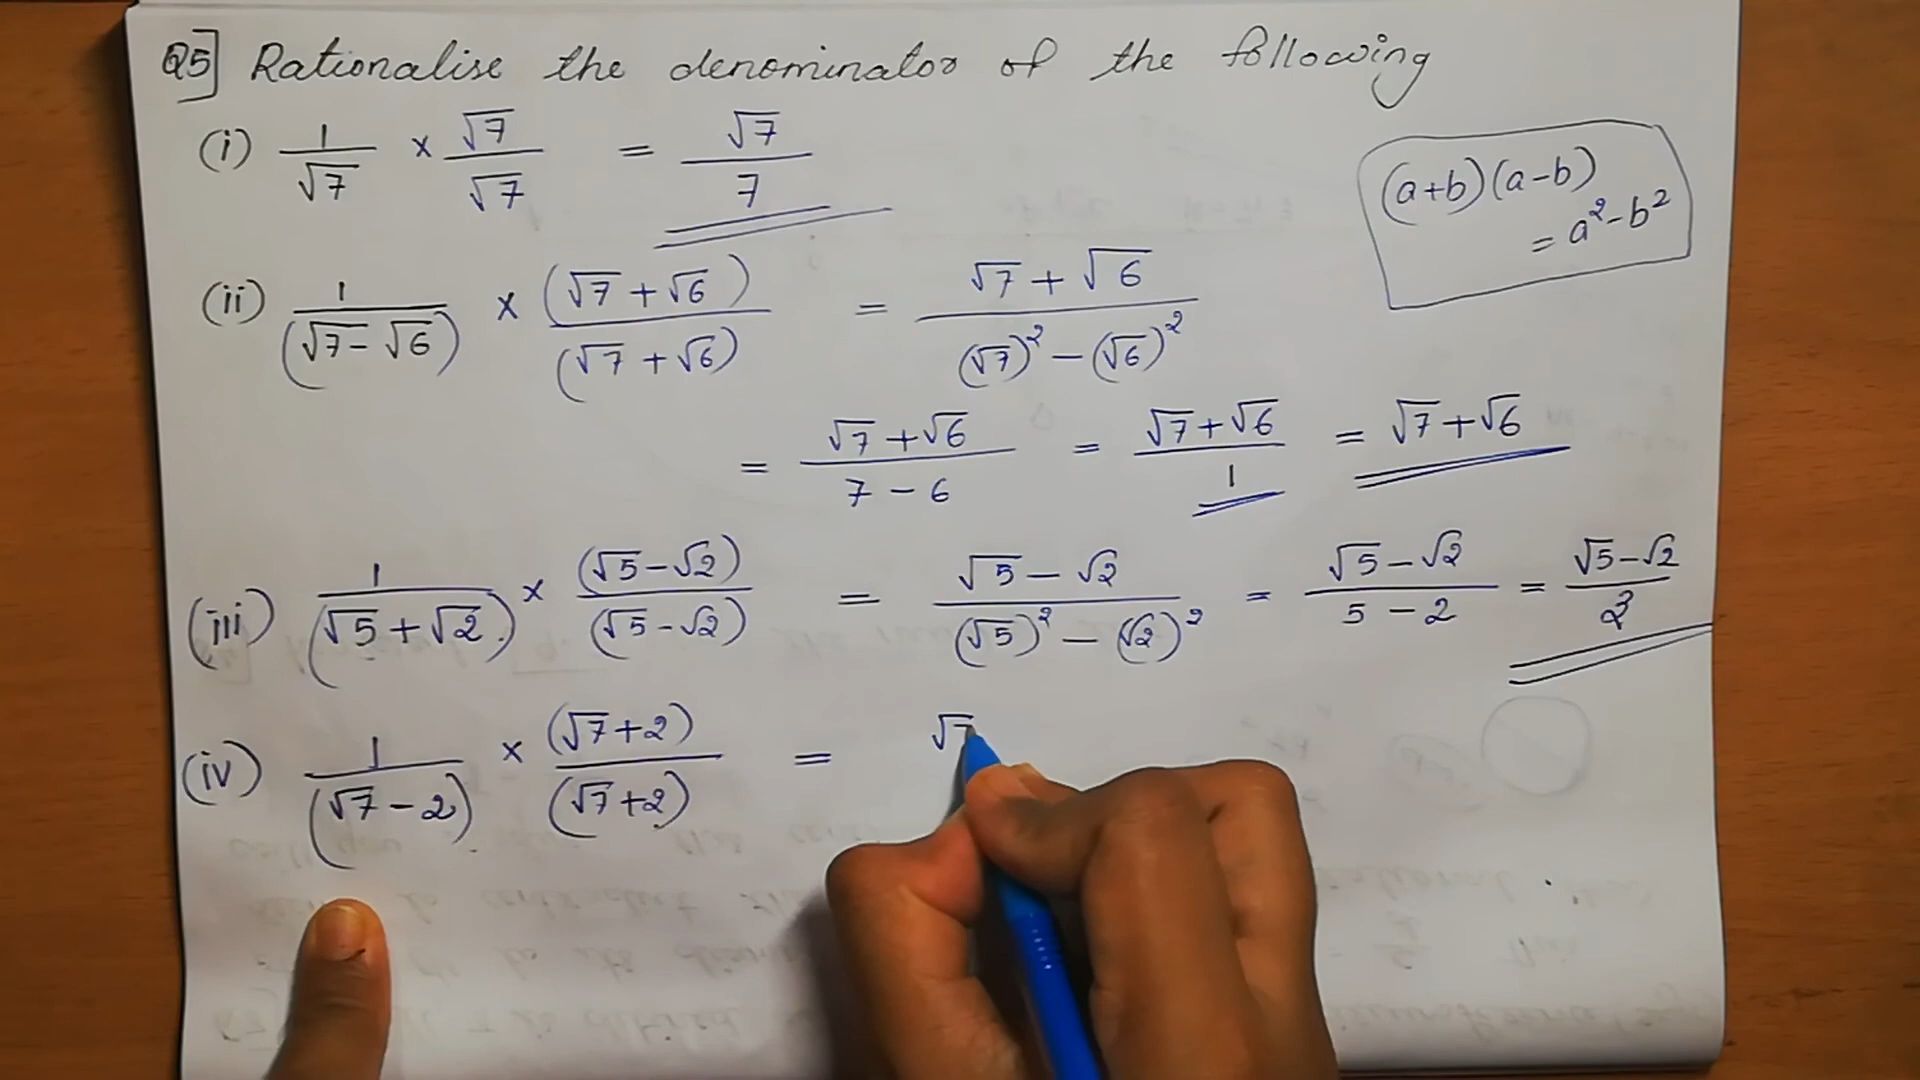 Q5] Rationalise the denominator of the following
(i) 1/√7 × √7/√7 = √7/7
(a+b)(a-b)
= a²-b²
(ii) 1/(√7-√6) × (√7+√6)/(√7+√6) = √7+√6/(√7)²-(√6)²
= √7+√6/7-6 = √7+√6/1 = √7+√6
(iii) 1/(√5+√2) × (√5-√2)/(√5-√2) = √5-√2/(√5)²-(√2)² = √5-√2/5-2 = √5-√2/3
(iv) 1/(√7-2) × (√7+2)/(√7+2) = √7